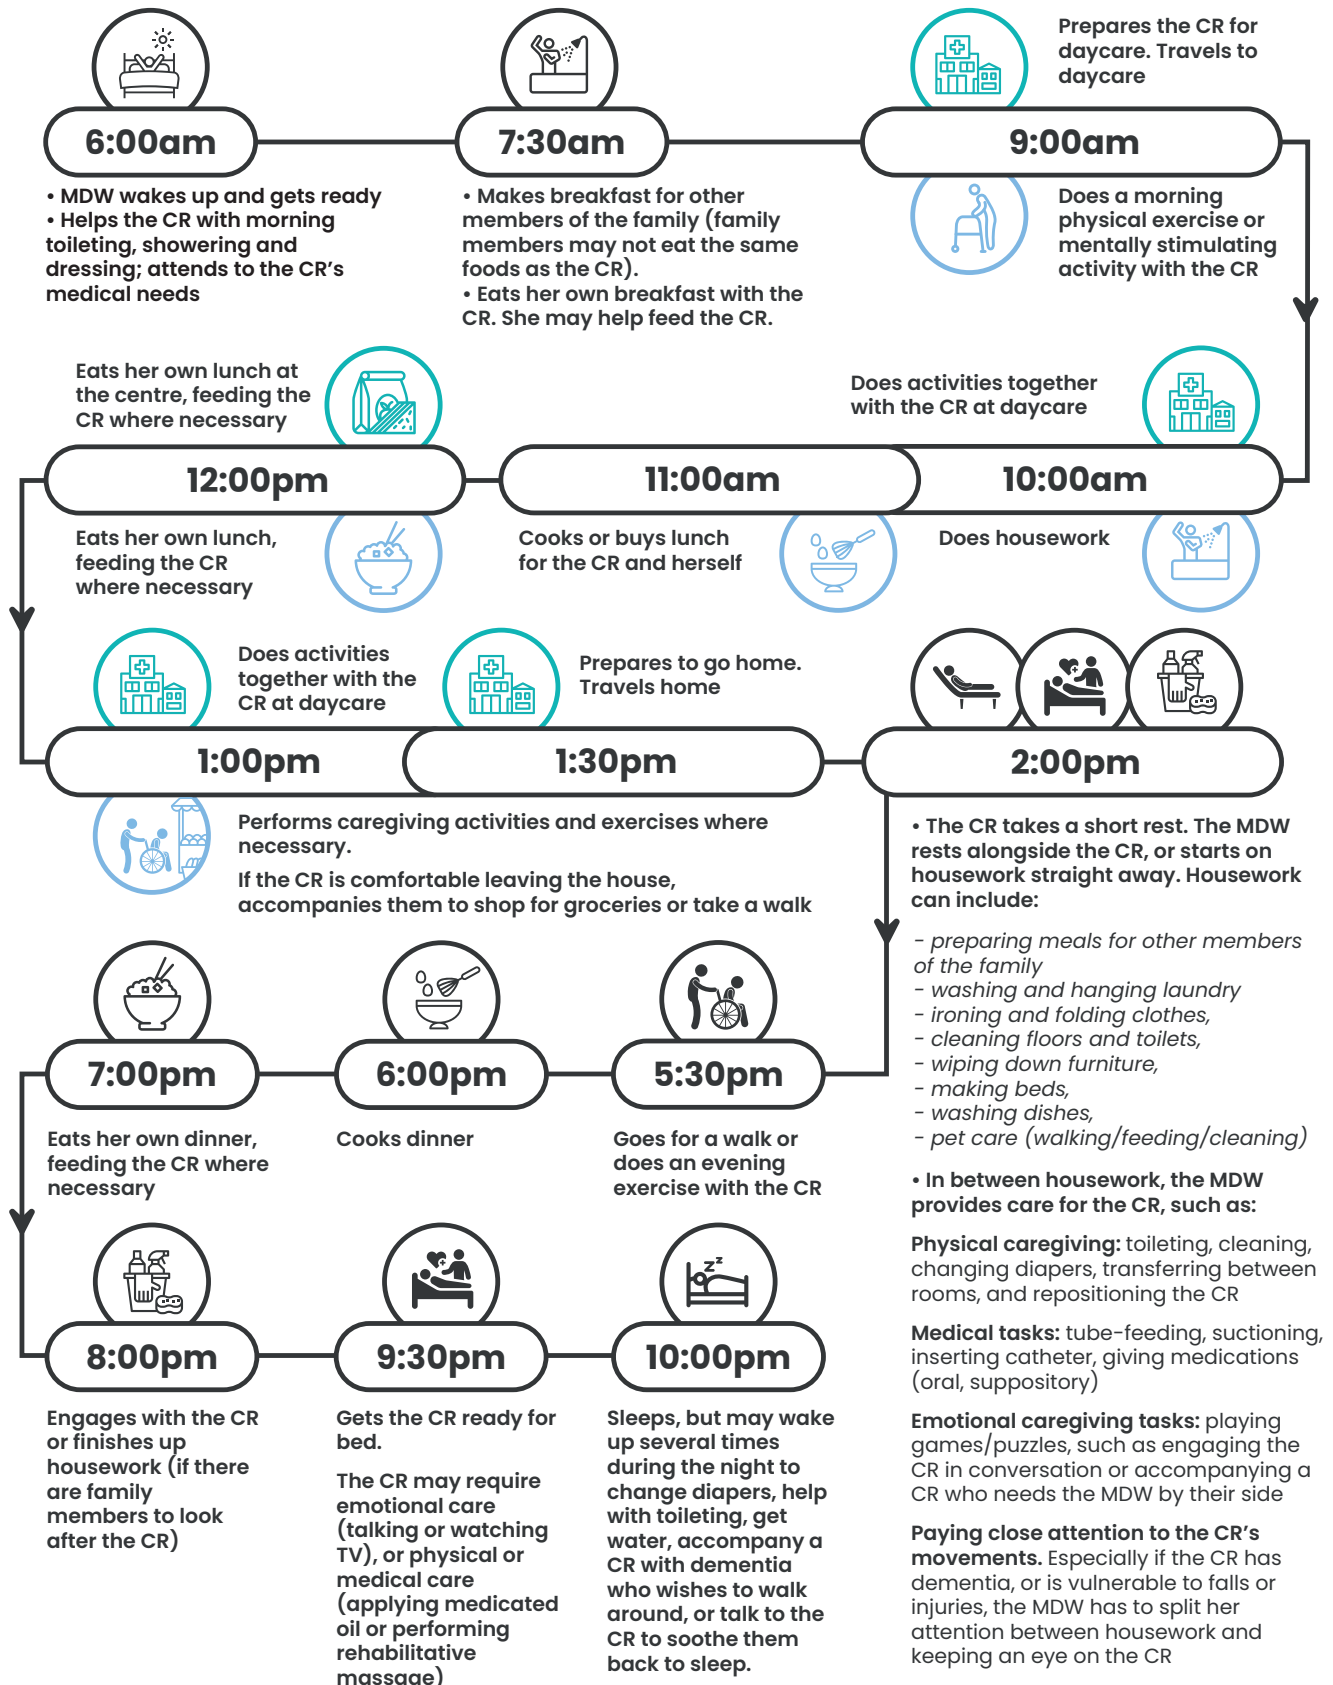 Prepares the CR for
daycare. Travels to
daycare
6:00am
7:30am
9:00am
• MDW wakes up and gets ready
• Helps the CR with morning
toileting, showering and
dressing; attends to the CR's
medical needs
• Makes breakfast for other
members of the family (family
members may not eat the same
foods as the CR).
• Eats her own breakfast with the
CR. She may help feed the CR.
Does a morning
physical exercise or
mentally stimulating
activity with the CR
Does activities together
with the CR at daycare
Eats her own lunch at
the centre, feeding the
CR where necessary
10:00am
11:00am
12:00pm
Does housework
Cooks or buys lunch
for the CR and herself
Eats her own lunch,
feeding the CR
where necessary
Does activities
together with the
CR at daycare
Prepares to go home.
Travels home
1:00pm
1:30pm
2:00pm
Performs caregiving activities and exercises where
necessary.
If the CR is comfortable leaving the house,
accompanies them to shop for groceries or take a walk
• The CR takes a short rest. The MDW
rests alongside the CR, or starts on
housework straight away. Housework
can include:
- preparing meals for other members
of the family
- washing and hanging laundry
- ironing and folding clothes,
- cleaning floors and toilets,
- wiping down furniture,
- making beds,
- washing dishes,
- pet care (walking/feeding/cleaning)
• In between housework, the MDW
provides care for the CR, such as:
Physical caregiving: toileting, cleaning,
changing diapers, transferring between
rooms, and repositioning the CR
Medical tasks: tube-feeding, suctioning,
inserting catheter, giving medications
(oral, suppository)
Emotional caregiving tasks: playing
games/puzzles, such as engaging the
CR in conversation or accompanying a
CR who needs the MDW by their side
Paying close attention to the CR's
movements. Especially if the CR has
dementia, or is vulnerable to falls or
injuries, the MDW has to split her
attention between housework and
keeping an eye on the CR
5:30pm
Goes for a walk or
does an evening
exercise with the CR
6:00pm
Cooks dinner
7:00pm
Eats her own dinner,
feeding the CR where
necessary
8:00pm
Engages with the CR
or finishes up
housework (if there
are family
members to look
after the CR)
9:30pm
Gets the CR ready for
bed.
The CR may require
emotional care
(talking or watching
TV), or physical or
medical care
(applying medicated
oil or performing
rehabilitative
massage)
zz
10:00pm
Sleeps, but may wake
up several times
during the night to
change diapers, help
with toileting, get
water, accompany a
CR with dementia
who wishes to walk
around, or talk to the
CR to soothe them
back to sleep.